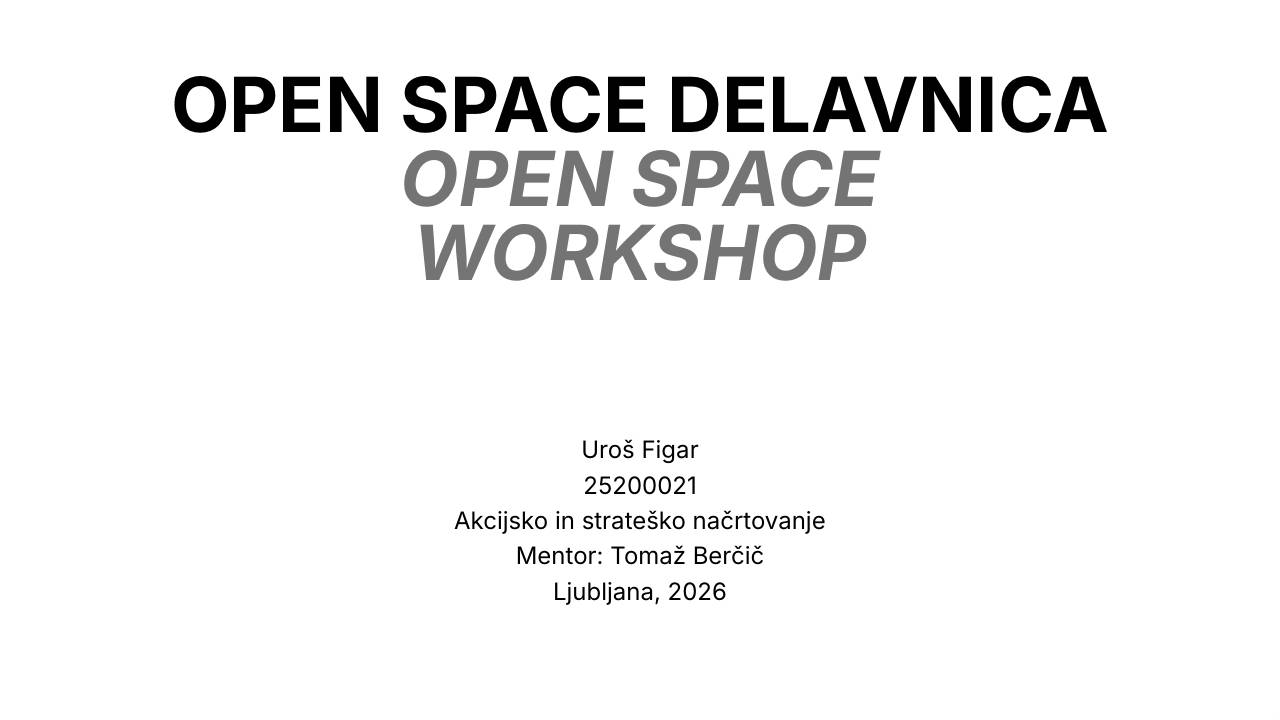 OPEN SPACE DELAVNICA
OPEN SPACE
WORKSHOP
Uroš Figar
25200021
Akcijsko in strateško načrtovanje
Mentor: Tomaž Berčič
Ljubljana, 2026